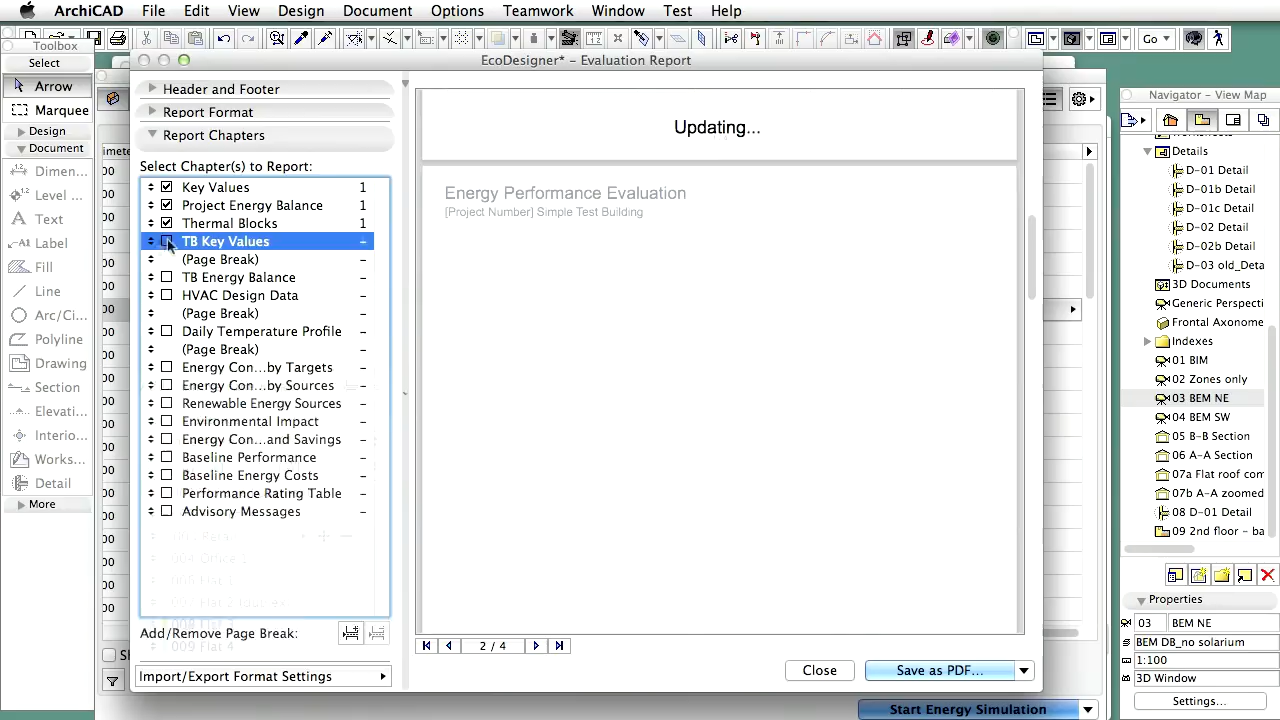 ArchiCAD File Edit View Design Document Options Teamwork Window Test Help
Go
Toolbox
Select
Arrow
Marquee
Design
Document
Dimen...
Level ...
Text
Label
Fill
Line
Arc/Ci...
Polyline
Drawing
Section
Elevati...
Interio...
Works...
Detail
More
EcoDesigner* - Evaluation Report
Header and Footer
Report Format
Report Chapters
Select Chapter(s) to Report:
Key Values 1
Project Energy Balance 1
Thermal Blocks 1
TB Key Values –
(Page Break) –
TB Energy Balance –
HVAC Design Data –
(Page Break) –
Daily Temperature Profile –
(Page Break) –
Energy Con...by Targets –
Energy Con...by Sources –
Renewable Energy Sources –
Environmental Impact –
Energy Con...and Savings –
Baseline Performance –
Baseline Energy Costs –
Performance Rating Table –
Advisory Messages –
Add/Remove Page Break:
Import/Export Format Settings
Updating...
Energy Performance Evaluation
[Project Number] Simple Test Building
2 / 4
Close
Save as PDF...
Start Energy Simulation
Navigator - View Map
Details
D-01 Detail
D-01b Detail
D-01c Detail
D-02 Detail
D-02b Detail
D-03 old_Deta
3D Documents
Generic Perspecti
Frontal Axonome
Indexes
01 BIM
02 Zones only
03 BEM NE
04 BEM SW
05 B-B Section
06 A-A Section
07a Flat roof com
07b A-A zoomed
08 D-01 Detail
09 2nd floor - ba
Properties
03 BEM NE
BEM DB_no solarium
1:100
3D Window
Settings...